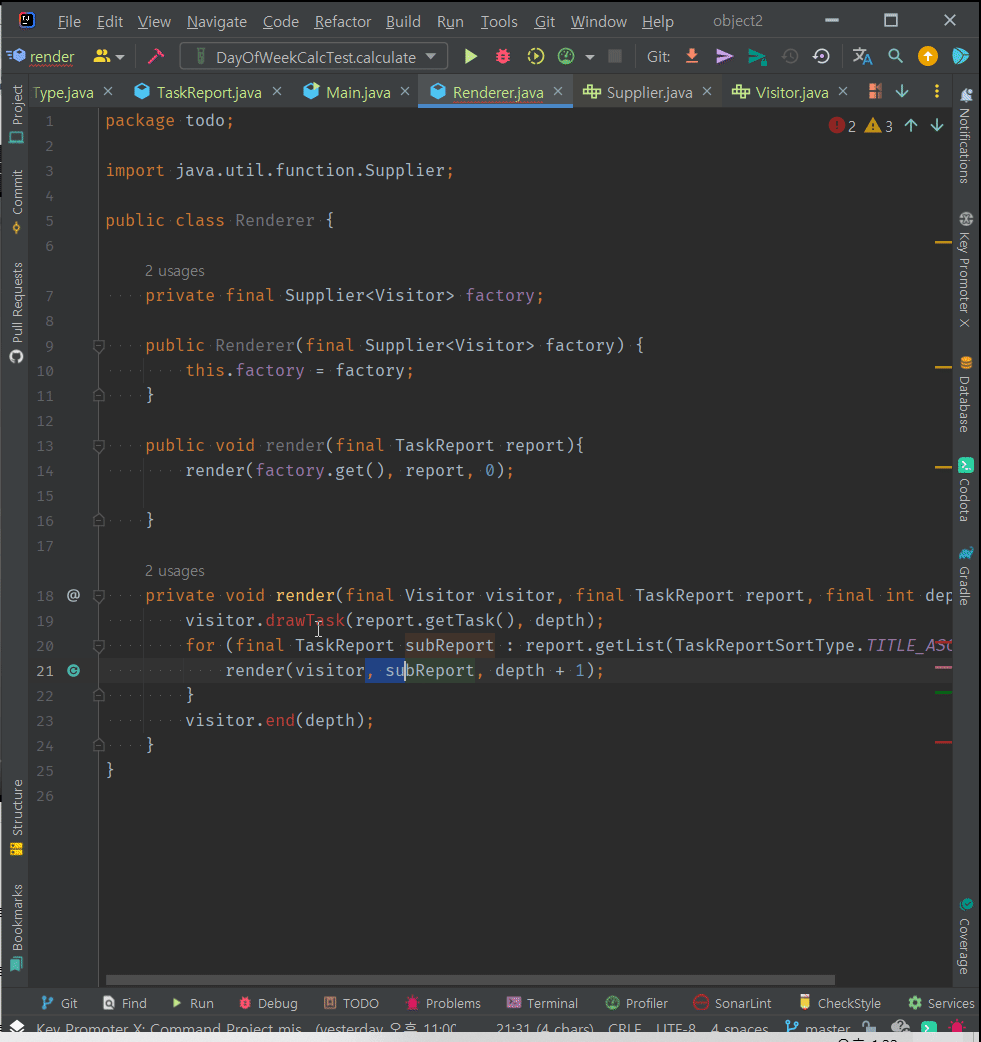 File Edit View Navigate Code Refactor Build Run Tools Git Window Help object2
render DayOfWeekCalcTest.calculate Git:
Type.java TaskReport.java Main.java Renderer.java Supplier.java Visitor.java
2 3
1 package todo;
2
3 import java.util.function.Supplier;
4
5 public class Renderer {
6
2 usages
7 private final Supplier<Visitor> factory;
8
9 public Renderer(final Supplier<Visitor> factory) {
10 this.factory = factory;
11 }
12
13 public void render(final TaskReport report){
14 render(factory.get(), report, 0);
15
16 }
17
2 usages
18 @ private void render(final Visitor visitor, final TaskReport report, final int dep
19 visitor.drawTask(report.getTask(), depth);
20 for (final TaskReport subReport : report.getList(TaskReportSortType.TITLE_ASC
21 render(visitor, subReport, depth + 1);
22 }
23 visitor.end(depth);
24 }
25 }
26
Project
Commit
Pull Requests
Structure
Bookmarks
Notifications
Key Promoter X
Database
Codota
Gradle
Coverage
Git Find Run Debug TODO Problems Terminal Profiler SonarLint CheckStyle Services
Key Promoter X: Command Project mis (yesterday 오후 11:00 21:31 (4 chars) CRLF UTF-8 4 spaces master